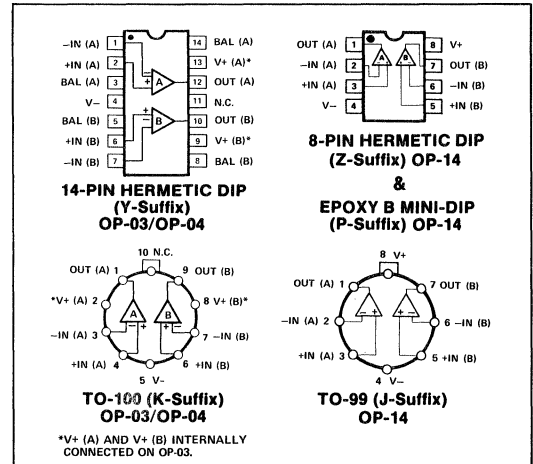 -IN (A) 1
+IN (A) 2
BAL (A) 3
V- 4
BAL (B) 5
+IN (B) 6
-IN (B) 7
14 BAL (A)
13 V+ (A)*
12 OUT (A)
11 N.C.
10 OUT (B)
9 V+ (B)*
8 BAL (B)
- + A
+ - B
14-PIN HERMETIC DIP
(Y-Suffix)
OP-03/OP-04
OUT (A) 1
-IN (A) 2
+IN (A) 3
V- 4
8 V+
7 OUT (B)
6 -IN (B)
5 +IN (B)
A B
8-PIN HERMETIC DIP
(Z-Suffix) OP-14
&
EPOXY B MINI-DIP
(P-Suffix) OP-14
10 N.C.
OUT (A) 1
9 OUT (B)
*V+ (A) 2
8 V+ (B)*
A B
- + + -
-IN (A) 3
7 -IN (B)
+IN (A) 4
6 +IN (B)
5 V-
TO-100 (K-Suffix)
OP-03/OP-04
*V+ (A) AND V+ (B) INTERNALLY
CONNECTED ON OP-03.
8 V+
OUT (A) 1
7 OUT (B)
- + + -
-IN (A) 2
6 -IN (B)
+IN (A) 3
5 +IN (B)
4 V-
TO-99 (J-Suffix)
OP-14